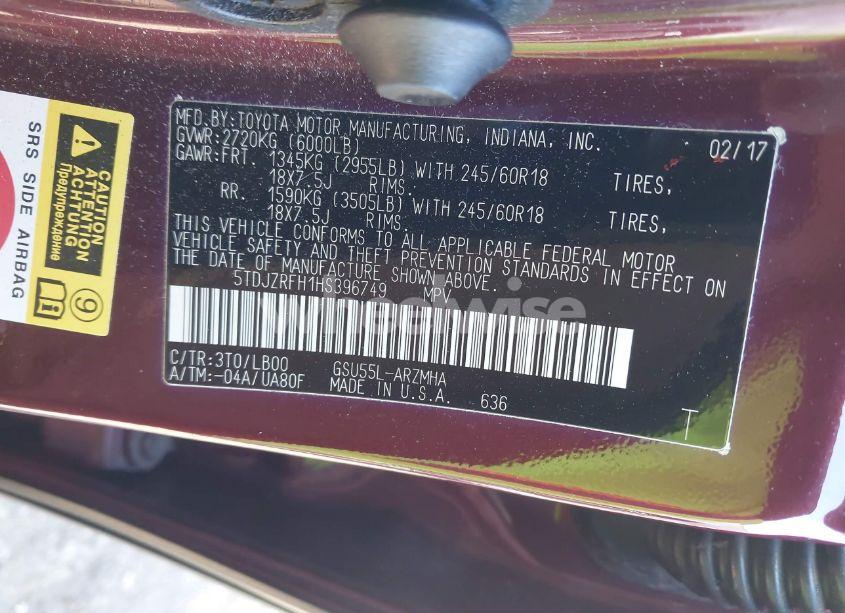 SRS SIDE AIRBAG
CAUTION
ATTENTION
ACHTUNG
Предупреждение
9
MFD.BY:TOYOTA MOTOR MANUFACTURING, INDIANA, INC. 02/17
GVWR:2720KG (6000LB)
GAWR:FRT. 1345KG (2955LB) WITH 245/60R18 TIRES,
18X7.5J RIMS.
RR. 1590KG (3505LB) WITH 245/60R18 TIRES,
18X7.5J RIMS.
THIS VEHICLE CONFORMS TO ALL APPLICABLE FEDERAL MOTOR
VEHICLE SAFETY AND THEFT PREVENTION STANDARDS IN EFFECT ON
THE DATE OF MANUFACTURE SHOWN ABOVE.
5TDJZRFH1HS396749 MPV
wheelwise
C/TR:3T0/LB00 GSU55L-ARZMHA
A/TM:-04A/UA80F MADE IN U.S.A. 636
T